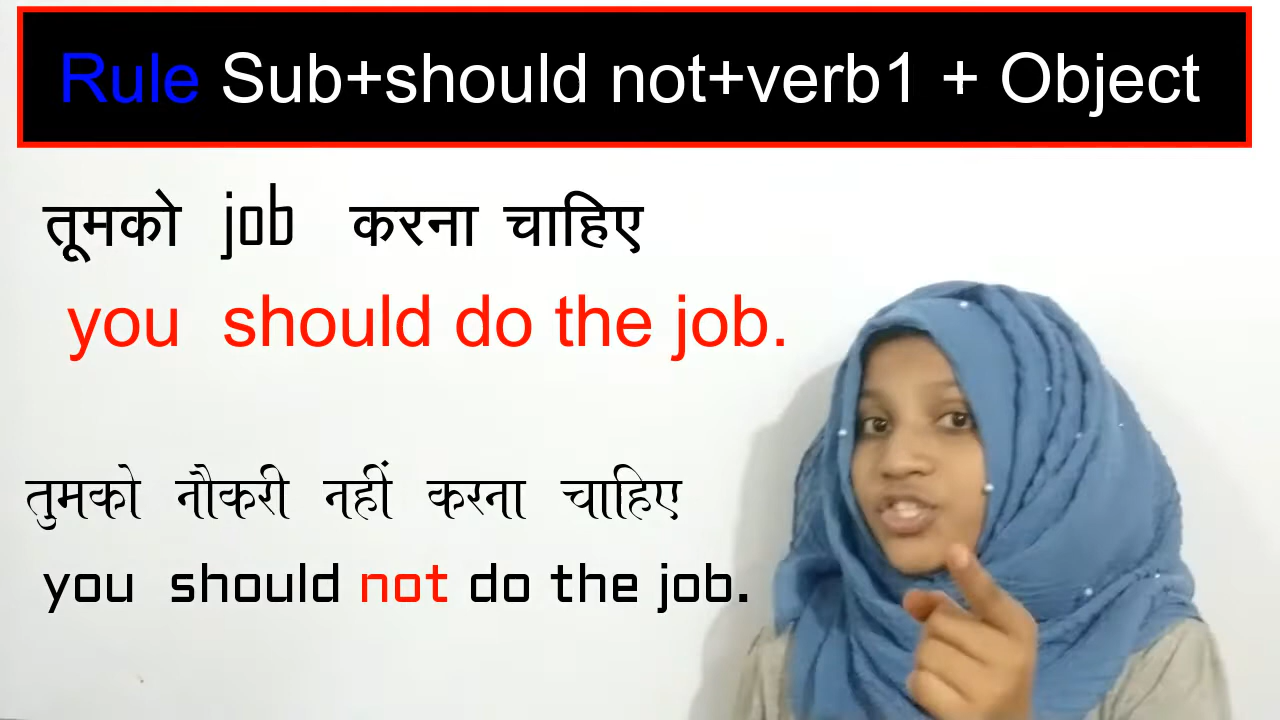 Rule Sub+should not+verb1 + Object
तूमको job करना चाहिए
you should do the job.
तुमको नौकरी नहीं करना चाहिए
you should not do the job.